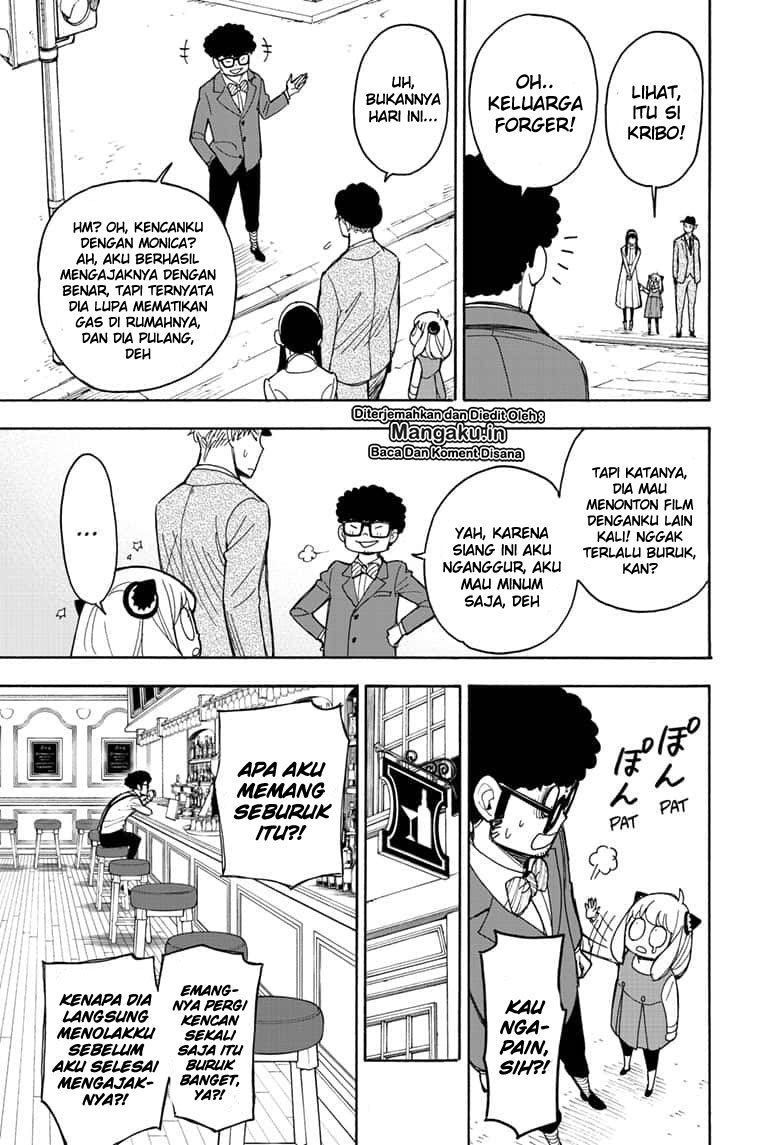 LIHAT,
ITU SI
KRIBO!
OH..
KELUARGA
FORGER!
UH,
BUKANNYA
HARI INI...
HM? OH, KENCANKU
DENGAN MONICA?
AH, AKU BERHASIL
MENGAJAKNYA DENGAN
BENAR, TAPI TERNYATA
DIA LUPA MEMATIKAN
GAS DI RUMAHNYA,
DAN DIA PULANG,
DEH
Diterjemahkan dan Diedit Oleh:
Mangaku.in
Baca Dan Koment Disana
TAPI KATANYA,
DIA MAU
MENONTON FILM
DENGANKU LAIN
KALI! NGGAK
TERLALU BURUK,
KAN?
YAH, KARENA
SIANG INI AKU
NGANGGUR, AKU
MAU MINUM
SAJA, DEH
...
ぽん
PAT
ぽん
PAT
KAU
NGA-
PAIN,
SIH?!
APA AKU
MEMANG
SEBURUK
ITU?!
EMANG-
NYA PERGI
KENCAN
SEKALI
SAJA ITU
BURUK
BANGET,
YA?!
KENAPA DIA
LANGSUNG
MENOLAKKU
SEBELUM
AKU SELESAI
MENGAJAK-
NYA?!